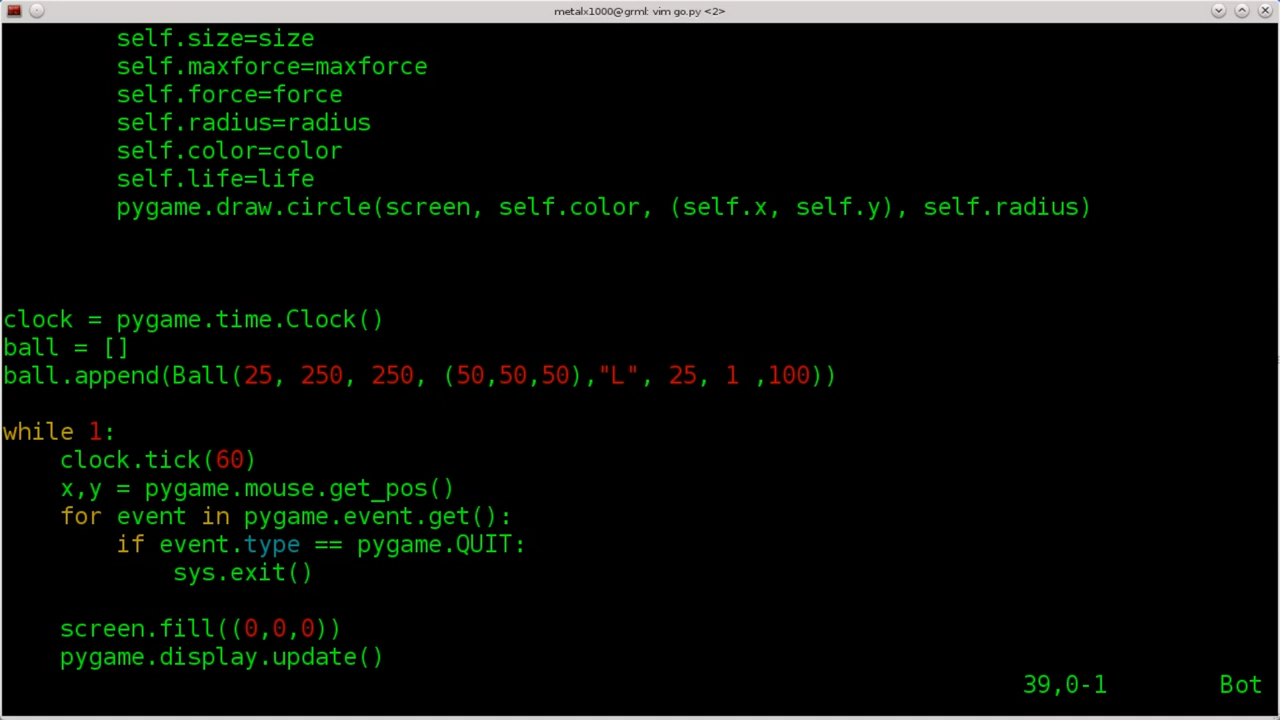 metalx1000@grml: vim go.py <2>
        self.size=size
        self.maxforce=maxforce
        self.force=force
        self.radius=radius
        self.color=color
        self.life=life
        pygame.draw.circle(screen, self.color, (self.x, self.y), self.radius)
clock = pygame.time.Clock()
ball = []
ball.append(Ball(25, 250, 250, (50,50,50),"L", 25, 1 ,100))
while 1:
    clock.tick(60)
    x,y = pygame.mouse.get_pos()
    for event in pygame.event.get():
        if event.type == pygame.QUIT:
            sys.exit()
    screen.fill((0,0,0))
    pygame.display.update()
39,0-1 Bot